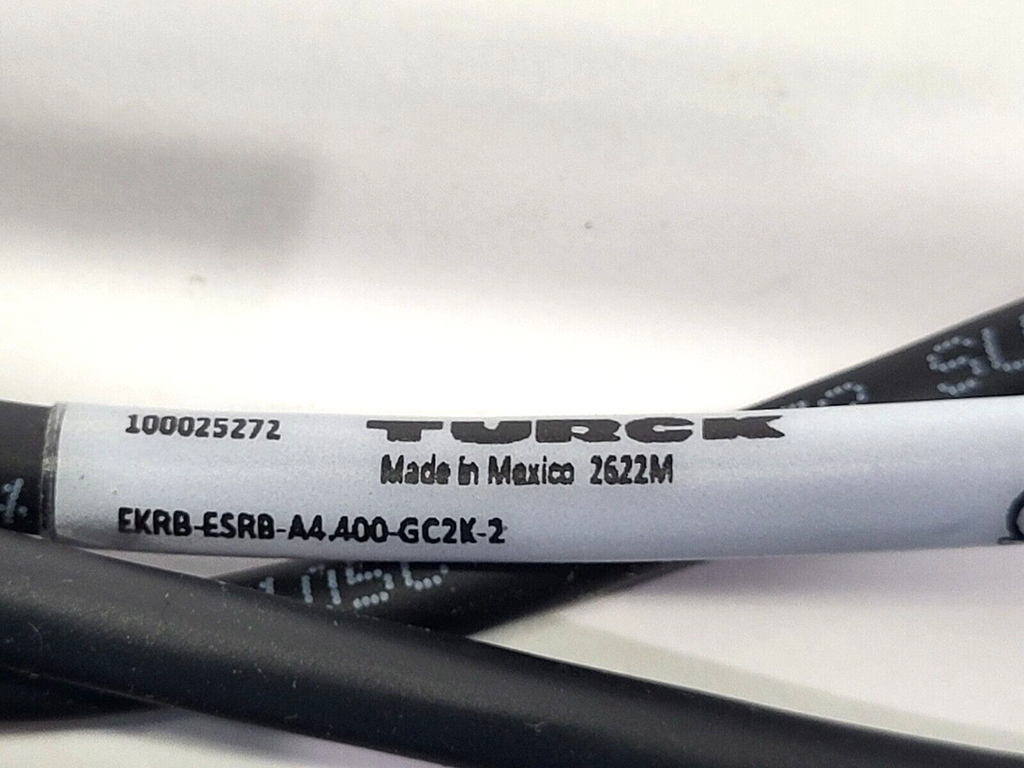 100025272 TURCK
Made in Mexico 2622M
EKRB-ESRB-A4.400-GC2K-2